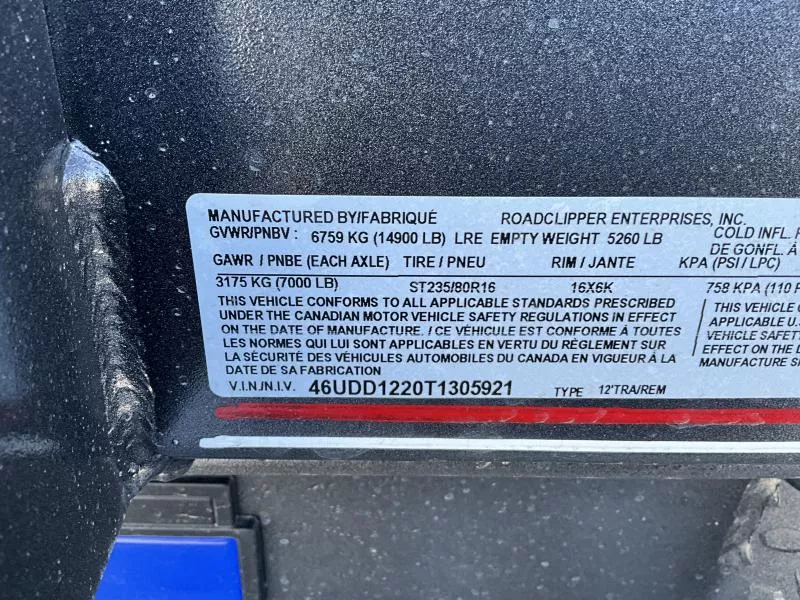 MANUFACTURED BY/FABRIQUÉ ROADCLIPPER ENTERPRISES, INC.
GVWR/PNBV : 6759 KG (14900 LB) LRE EMPTY WEIGHT 5260 LB COLD INFL.
DE GONFL. À
GAWR / PNBE (EACH AXLE) TIRE / PNEU RIM / JANTE KPA (PSI / LPC)
3175 KG (7000 LB) ST235/80R16 16X6K 758 KPA (110
THIS VEHICLE CONFORMS TO ALL APPLICABLE STANDARDS PRESCRIBED
UNDER THE CANADIAN MOTOR VEHICLE SAFETY REGULATIONS IN EFFECT
ON THE DATE OF MANUFACTURE. / CE VÉHICULE EST CONFORME À TOUTES
LES NORMES QUI LUI SONT APPLICABLES EN VERTU DU RÈGLEMENT SUR
LA SÉCURITÉ DES VÉHICULES AUTOMOBILES DU CANADA EN VIGUEUR À LA
DATE DE SA FABRICATION
THIS VEHICLE
APPLICABLE U.
VEHICLE SAFETY
ON THE DATE OF
MANUFACTURE
V.I.N./N.I.V. 46UDD1220T1305921 TYPE 12'TRA/REM